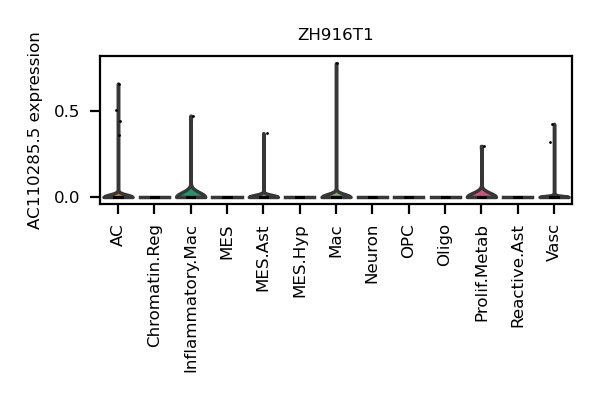 ZH916T1
AC110285.5 expression
0.5
0.0
AC
Chromatin.Reg
Inflammatory.Mac
MES
MES.Ast
MES.Hyp
Mac
Neuron
OPC
Oligo
Prolif.Metab
Reactive.Ast
Vasc